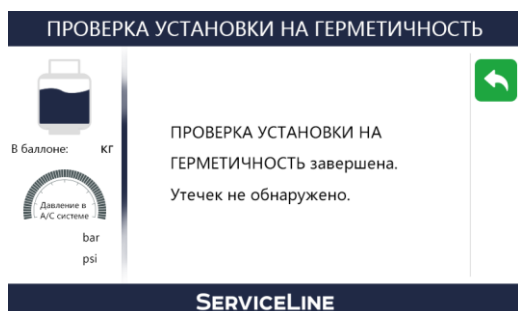 ПРОВЕРКА УСТАНОВКИ НА ГЕРМЕТИЧНОСТЬ
В баллоне: кг
Давление в
A/C системе
bar
psi
ПРОВЕРКА УСТАНОВКИ НА
ГЕРМЕТИЧНОСТЬ завершена.
Утечек не обнаружено.
SERVICELINE